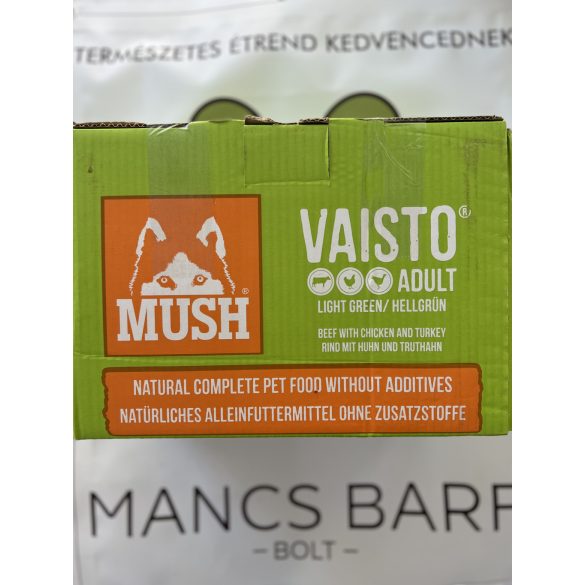 TERMÉSZETES ÉTREND KEDVENCEDNEK
VAISTO®
ADULT
LIGHT GREEN/ HELLGRÜN
MUSH®
BEEF WITH CHICKEN AND TURKEY
RIND MIT HUHN UND TRUTHAHN
NATURAL COMPLETE PET FOOD WITHOUT ADDITIVES
NATÜRLICHES ALLEINFUTTERMITTEL OHNE ZUSATZSTOFFE
MANCS BARF
– BOLT –